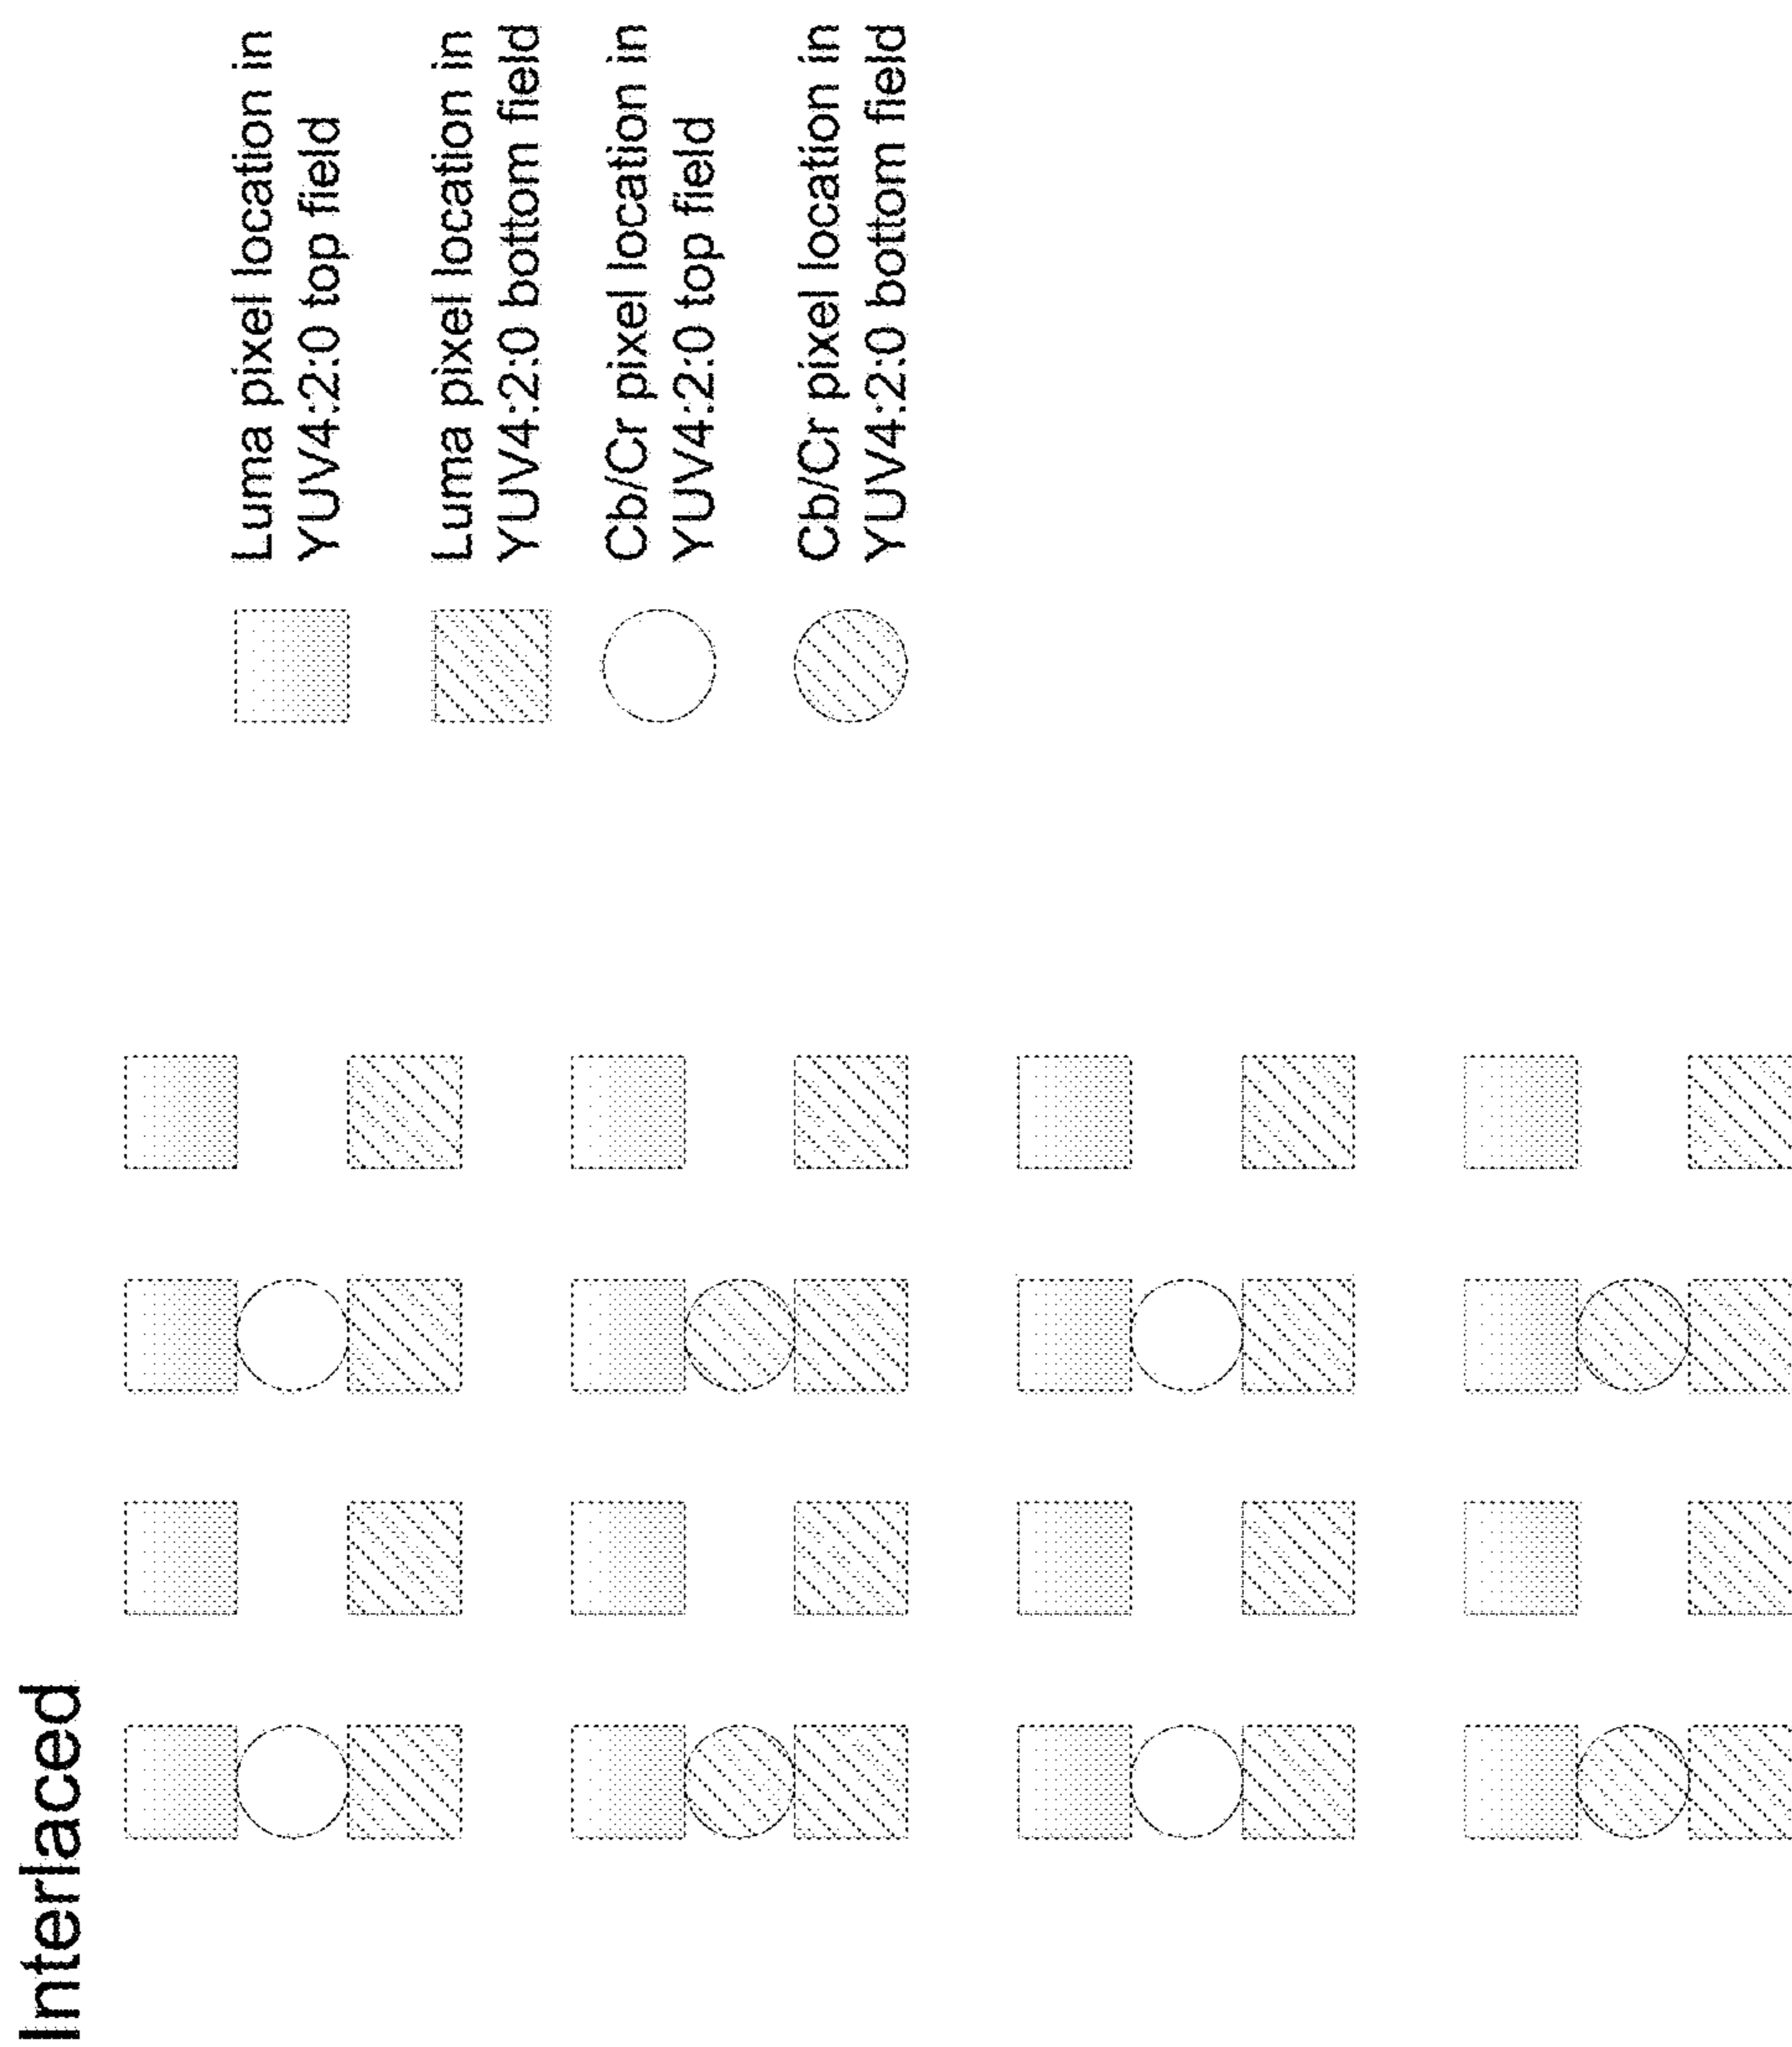 Interlaced
Luma pixel location in
YUV4:2:0 top field
Luma pixel location in
YUV4:2:0 bottom field
Cb/Cr pixel location in
YUV4:2:0 top field
Cb/Cr pixel location in
YUV4:2:0 bottom field